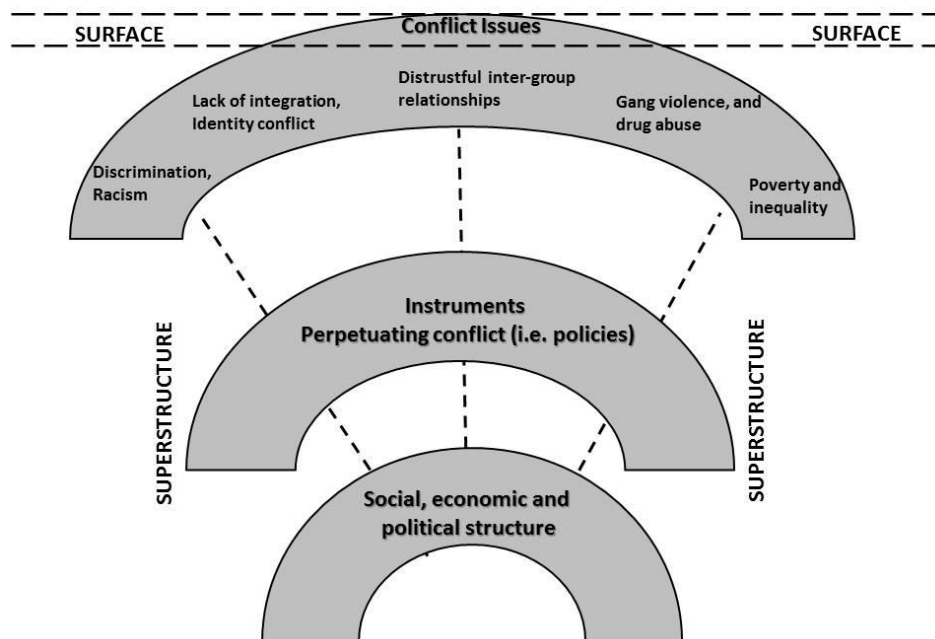 Conflict Issues
SURFACE
SURFACE
Distrustful inter-group
relationships
Lack of integration,
Identity conflict
Gang violence, and
drug abuse
Discrimination,
Racism
Poverty and
inequality
Instruments
Perpetuating conflict (i.e. policies)
SUPERSTRUCTURE
SUPERSTRUCTURE
Social, economic and
political structure